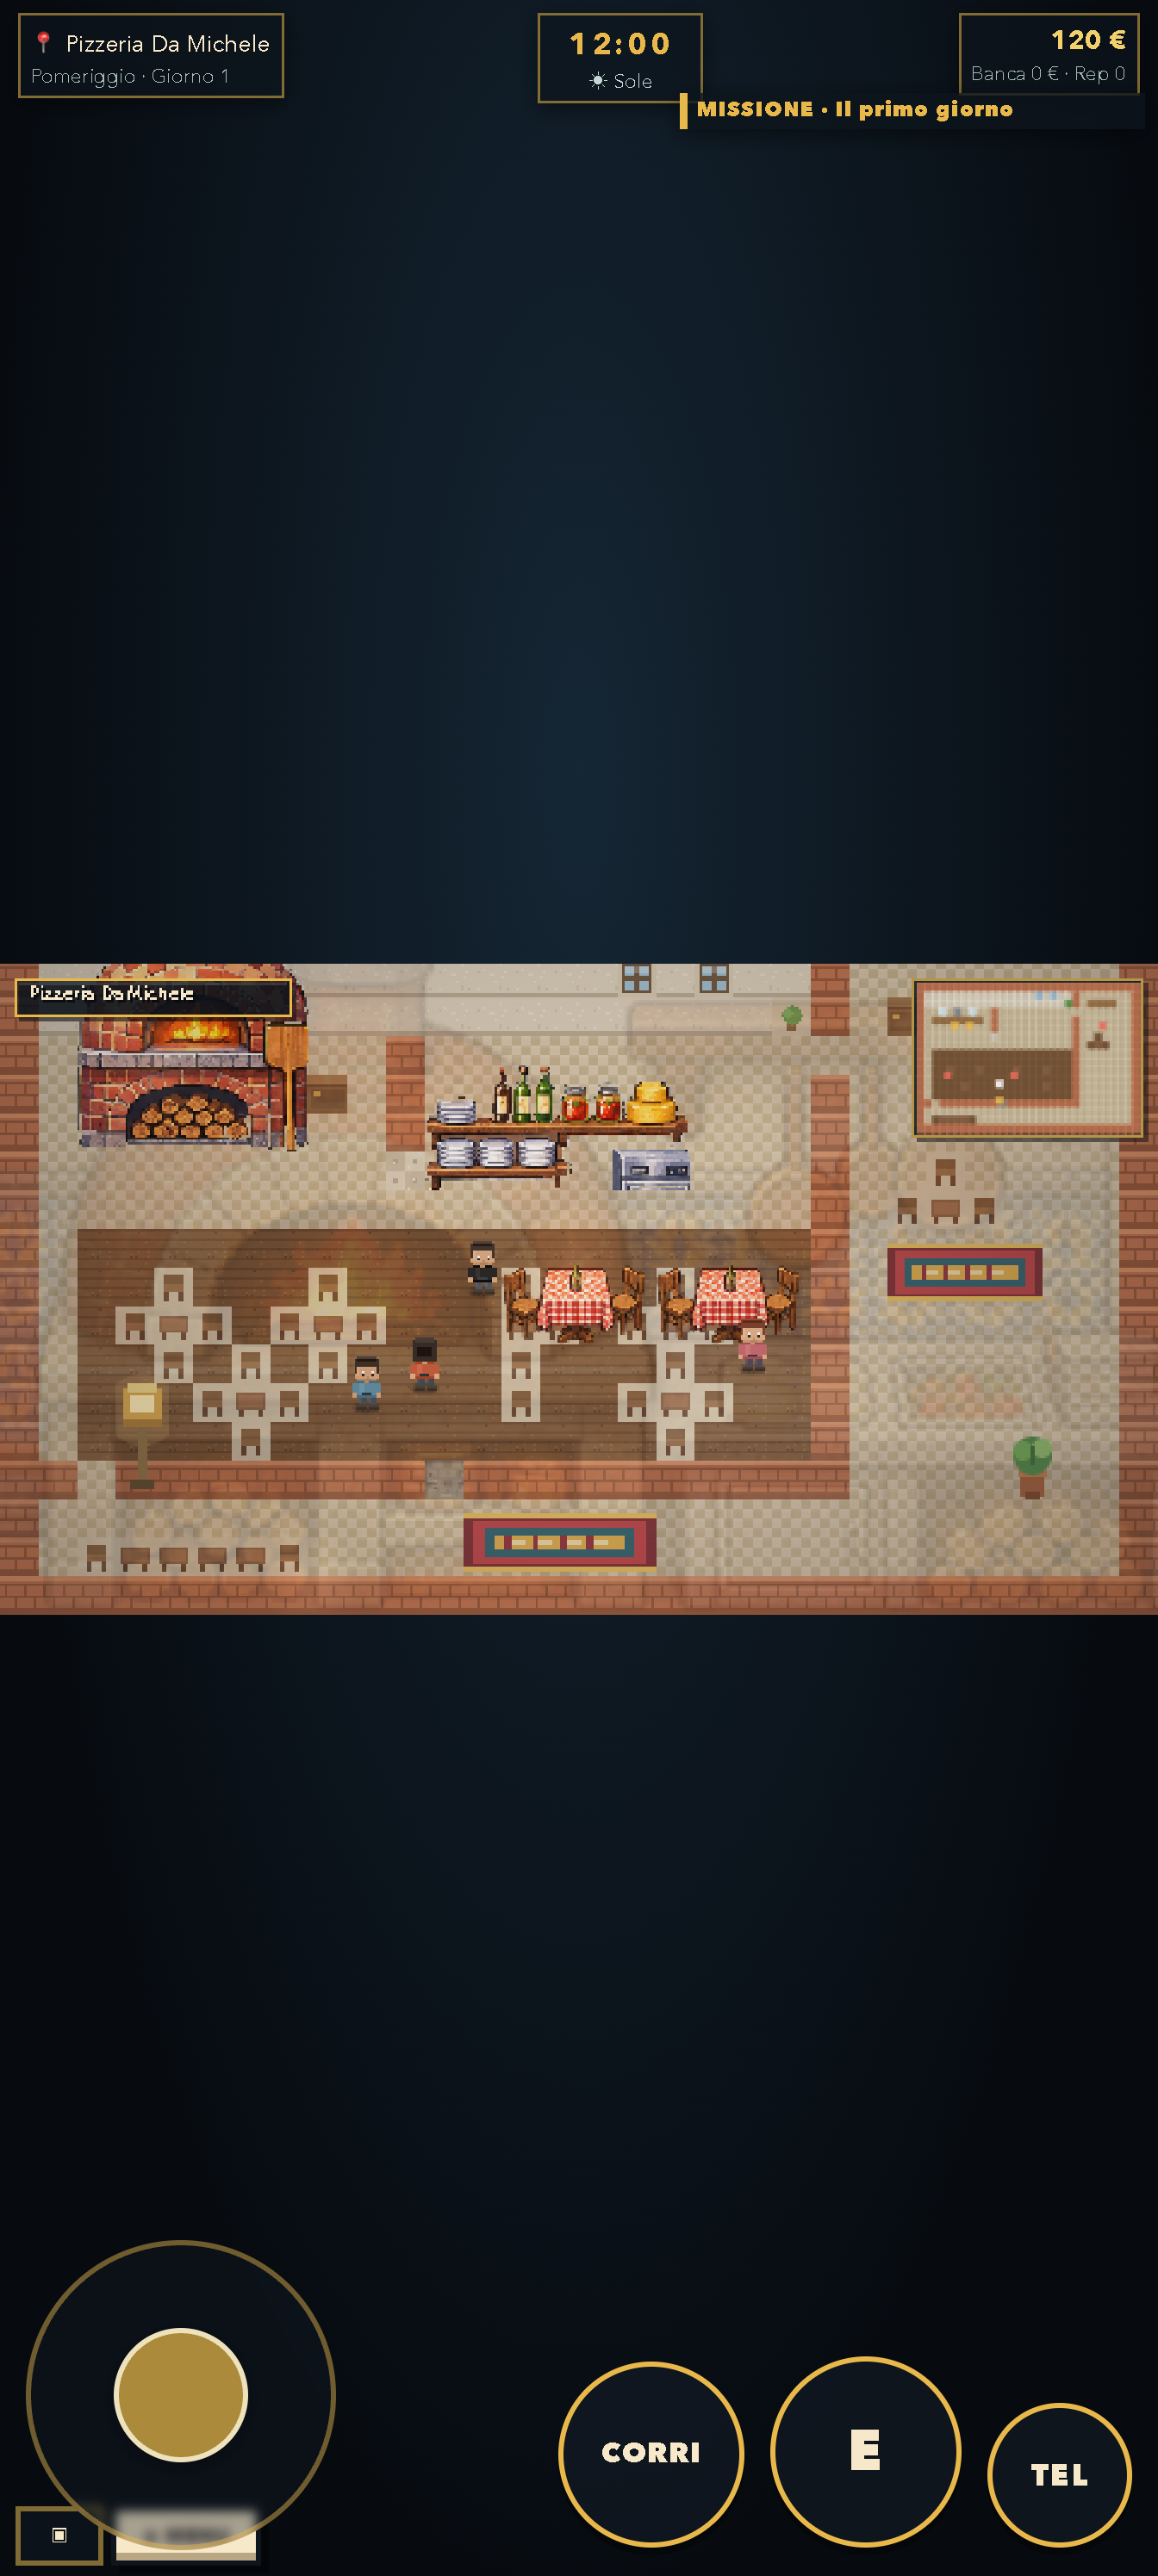 Pizzeria Da Michele
Pomeriggio · Giorno 1
12:00
☀ Sole
120 €
Banca 0 € · Rep 0
MISSIONE · Il primo giorno
Pizzeria Da Michele
CORRI
E
TEL